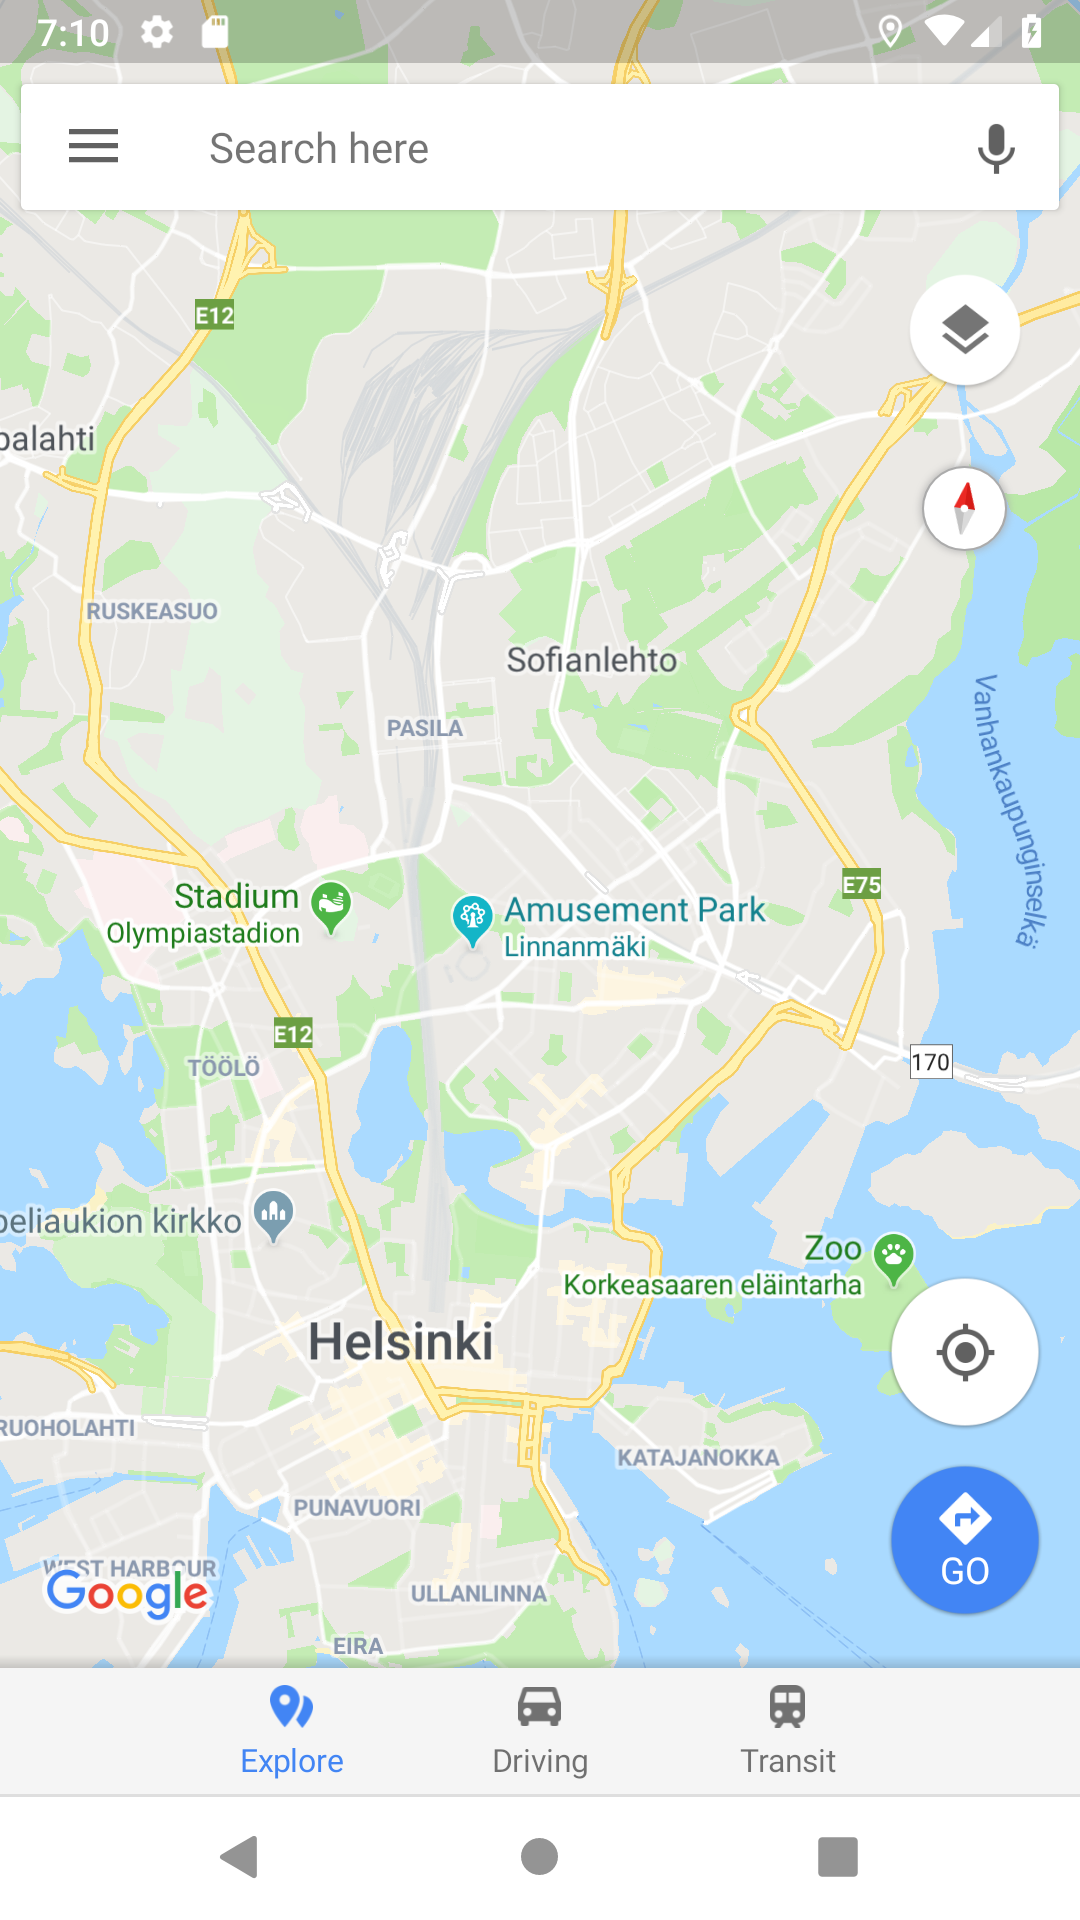 7:10
Search here
E12
palahti
RUSKEASUO
Sofianlehto
PASILA
Vanhankaupunginselkä
E75
Stadium
Olympiastadion
Amusement Park
Linnanmäki
E12
TÖÖLÖ
170
peliaukion kirkko
Zoo
Korkeasaaren eläintarha
Helsinki
RUOHOLAHTI
KATAJANOKKA
PUNAVUORI
GO
WEST HARBOUR
Google
ULLANLINNA
EIRA
Explore
Driving
Transit